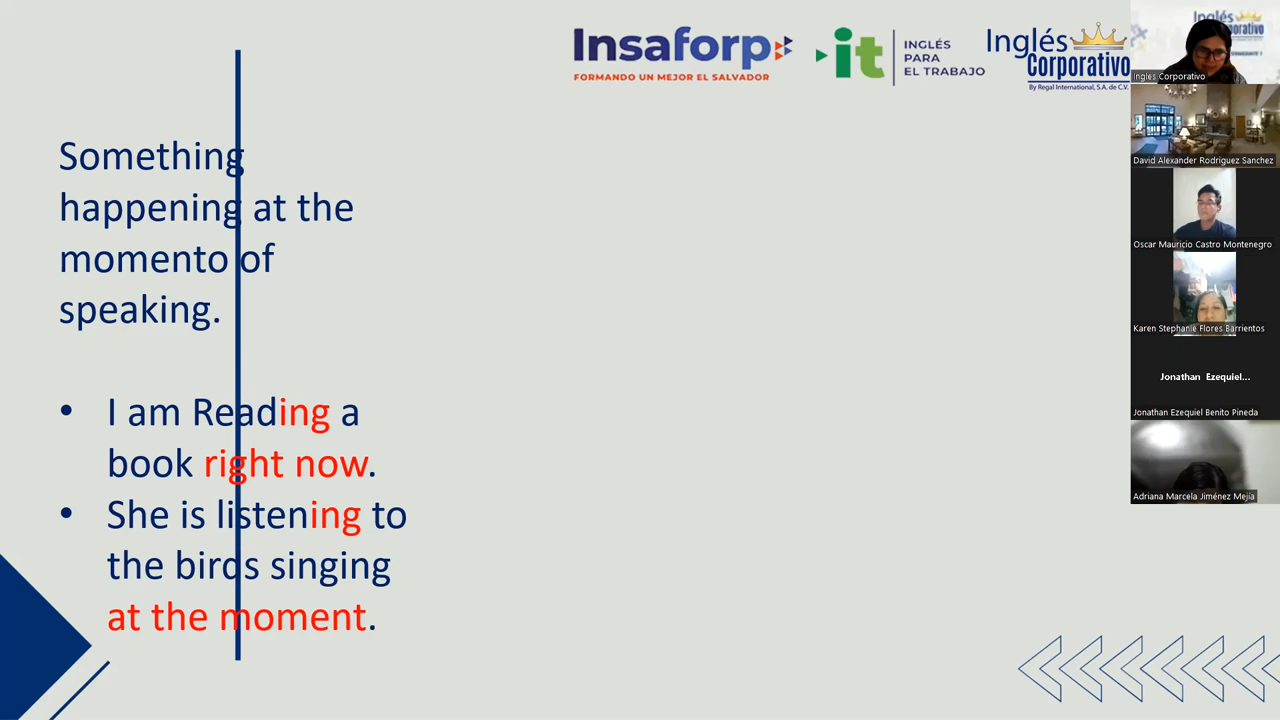 Insaforp
FORMANDO UN MEJOR EL SALVADOR
it
INGLÉS
PARA
EL TRABAJO
Inglés
Corporativo
By Regal International, S.A. de C.V.
Something
happening at the
momento of
speaking.
• I am Reading a
book right now.
• She is listening to
the birds singing
at the moment.
Inglés
Corporativo
Ingles Corporativo
David Alexander Rodriguez Sanchez
Oscar Mauricio Castro Montenegro
Karen Stephanie Flores Barrientos
Jonathan Ezequiel...
Jonathan Ezequiel Benito Pineda
Adriana Marcela Jiménez Mejía